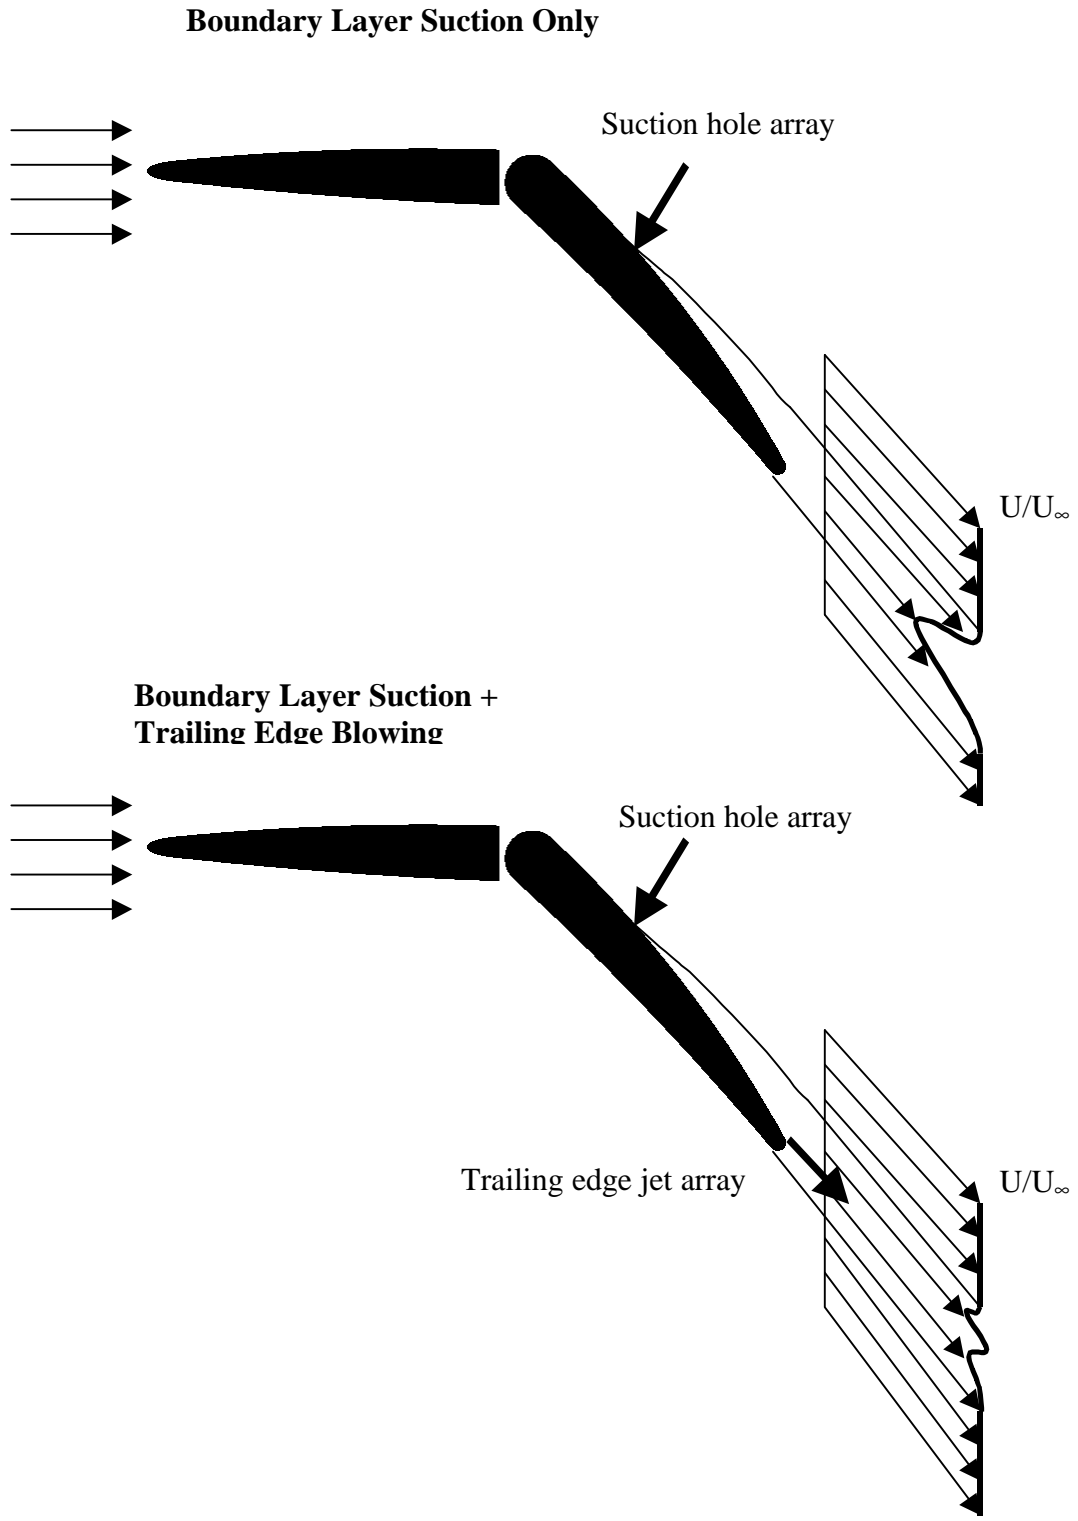 Boundary Layer Suction Only
Suction hole array
U/U∞
Boundary Layer Suction +
Trailing Edge Blowing
Suction hole array
Trailing edge jet array
U/U∞